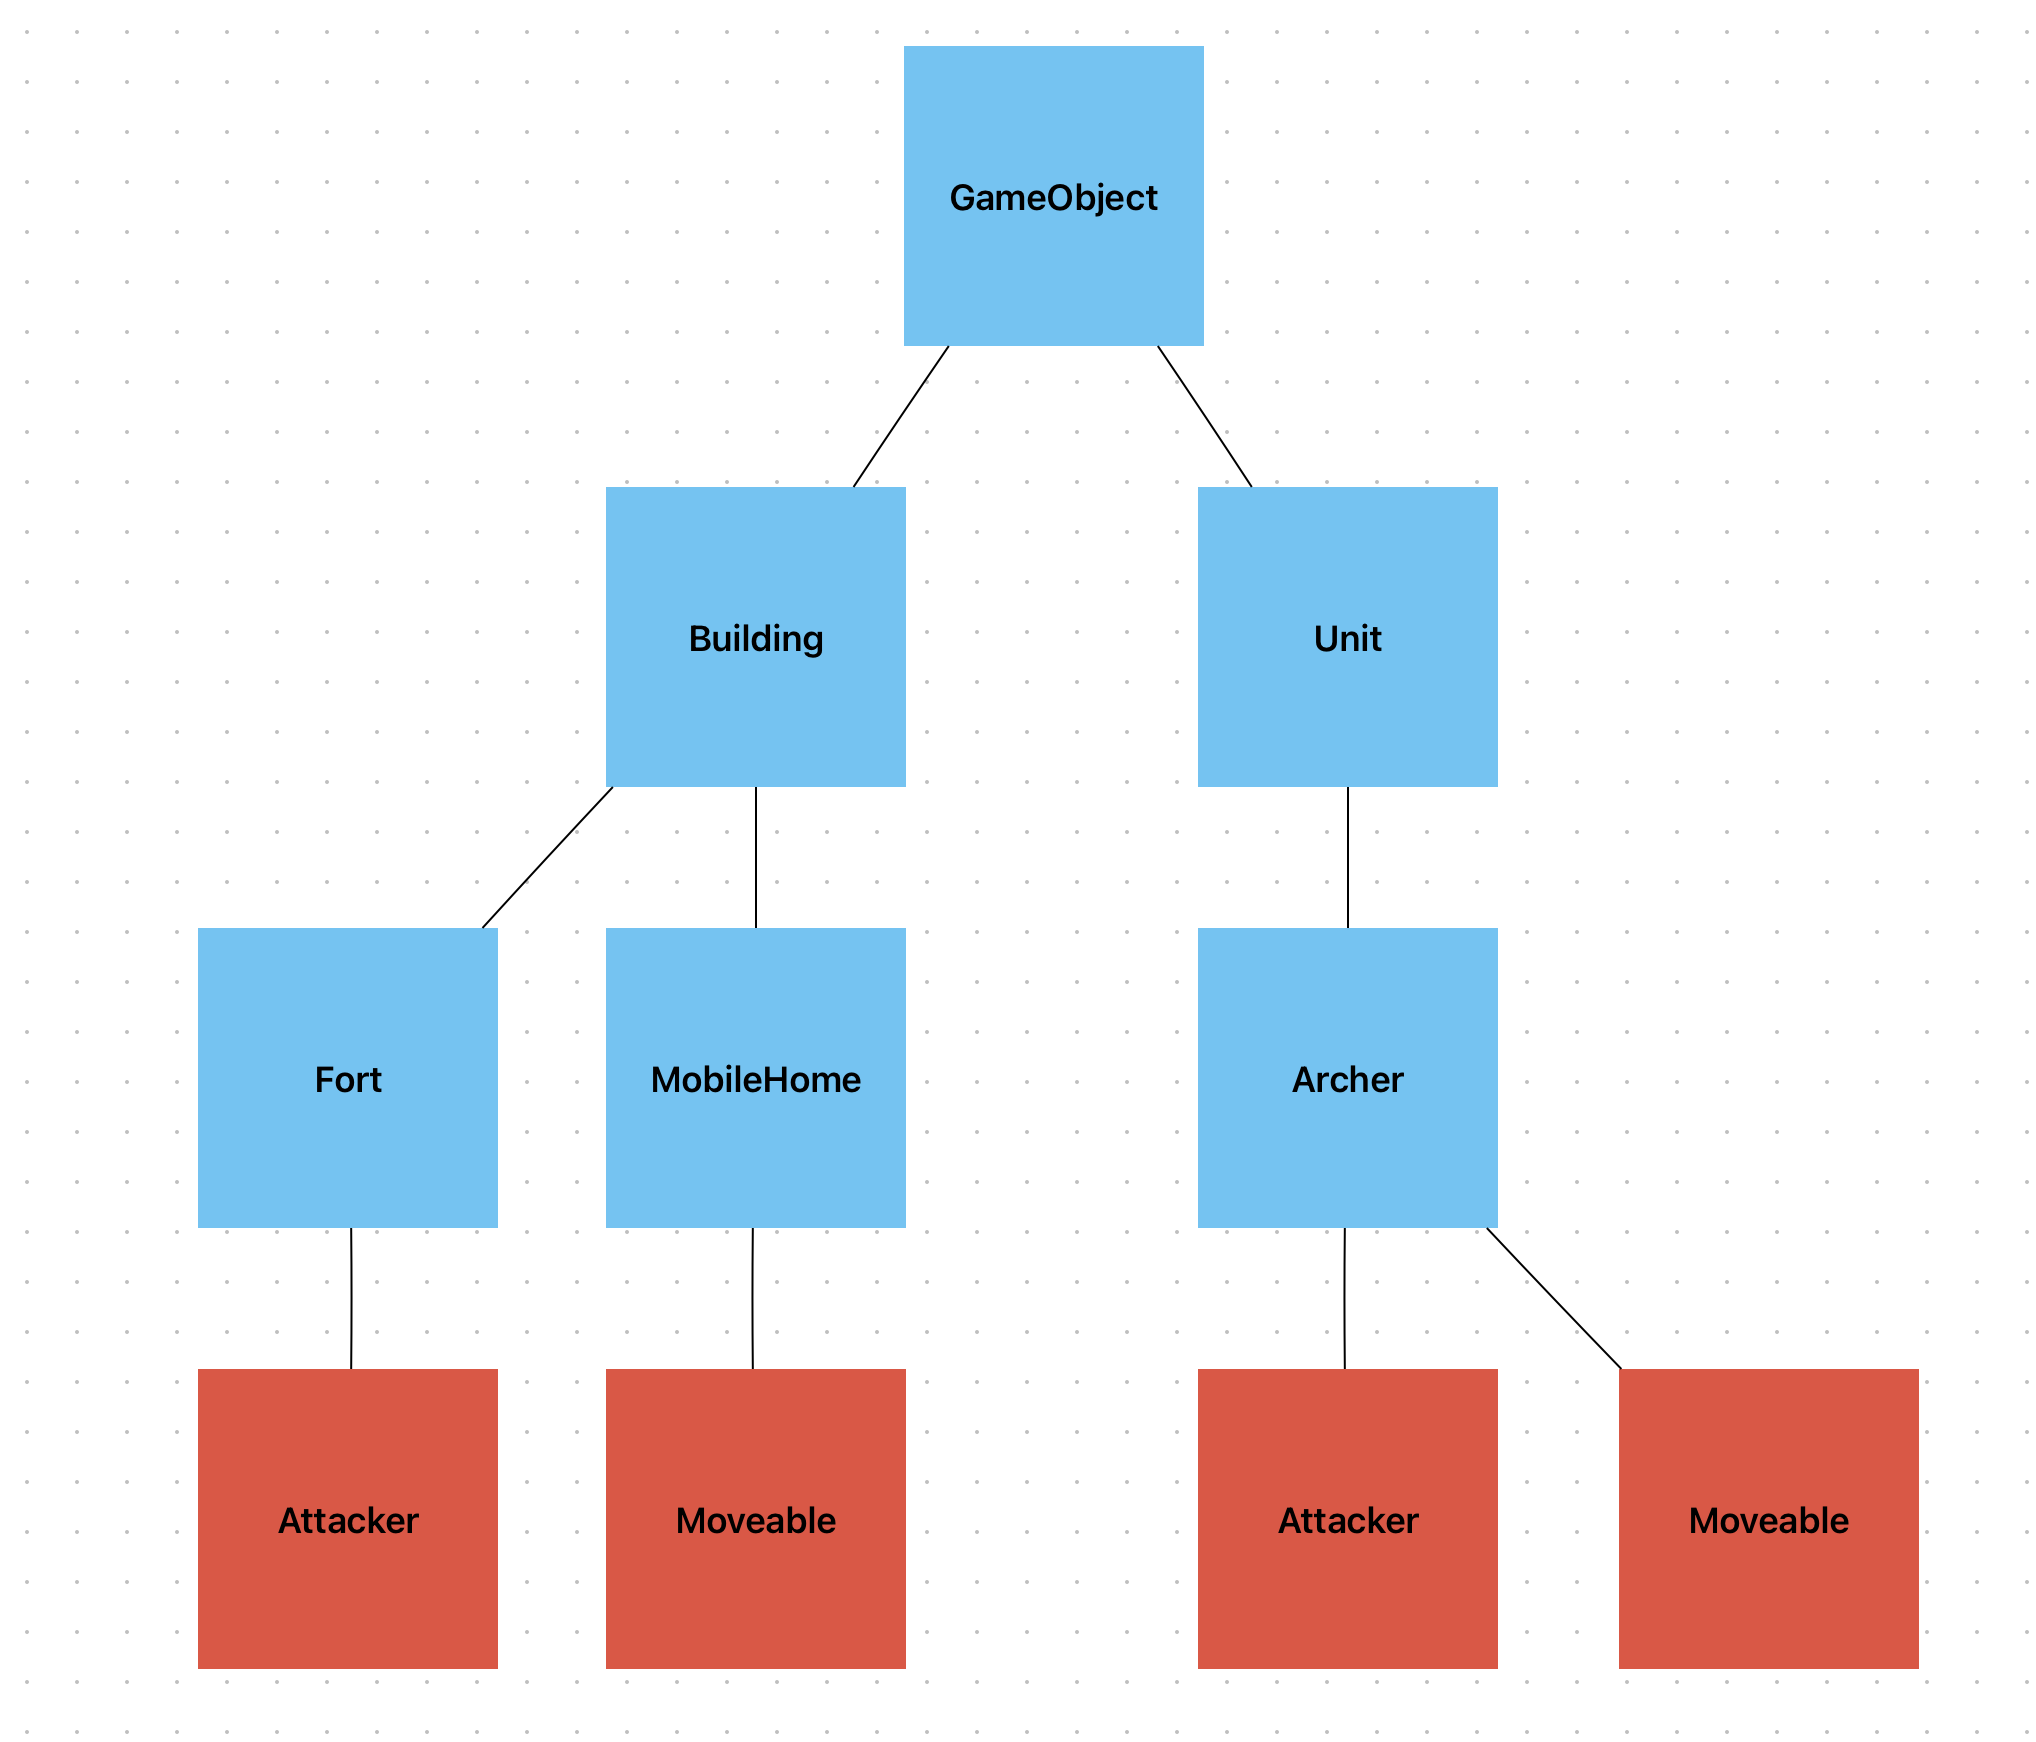 GameObject
Building
Unit
Fort
MobileHome
Archer
Attacker
Moveable
Attacker
Moveable